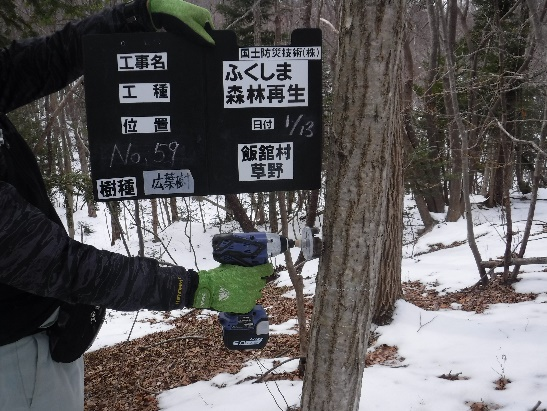 国土防災技術(株)
工事名
ふくしま
森林再生
工種
位置
日付 1/13
No,59
飯舘村
草野
樹種 広葉樹